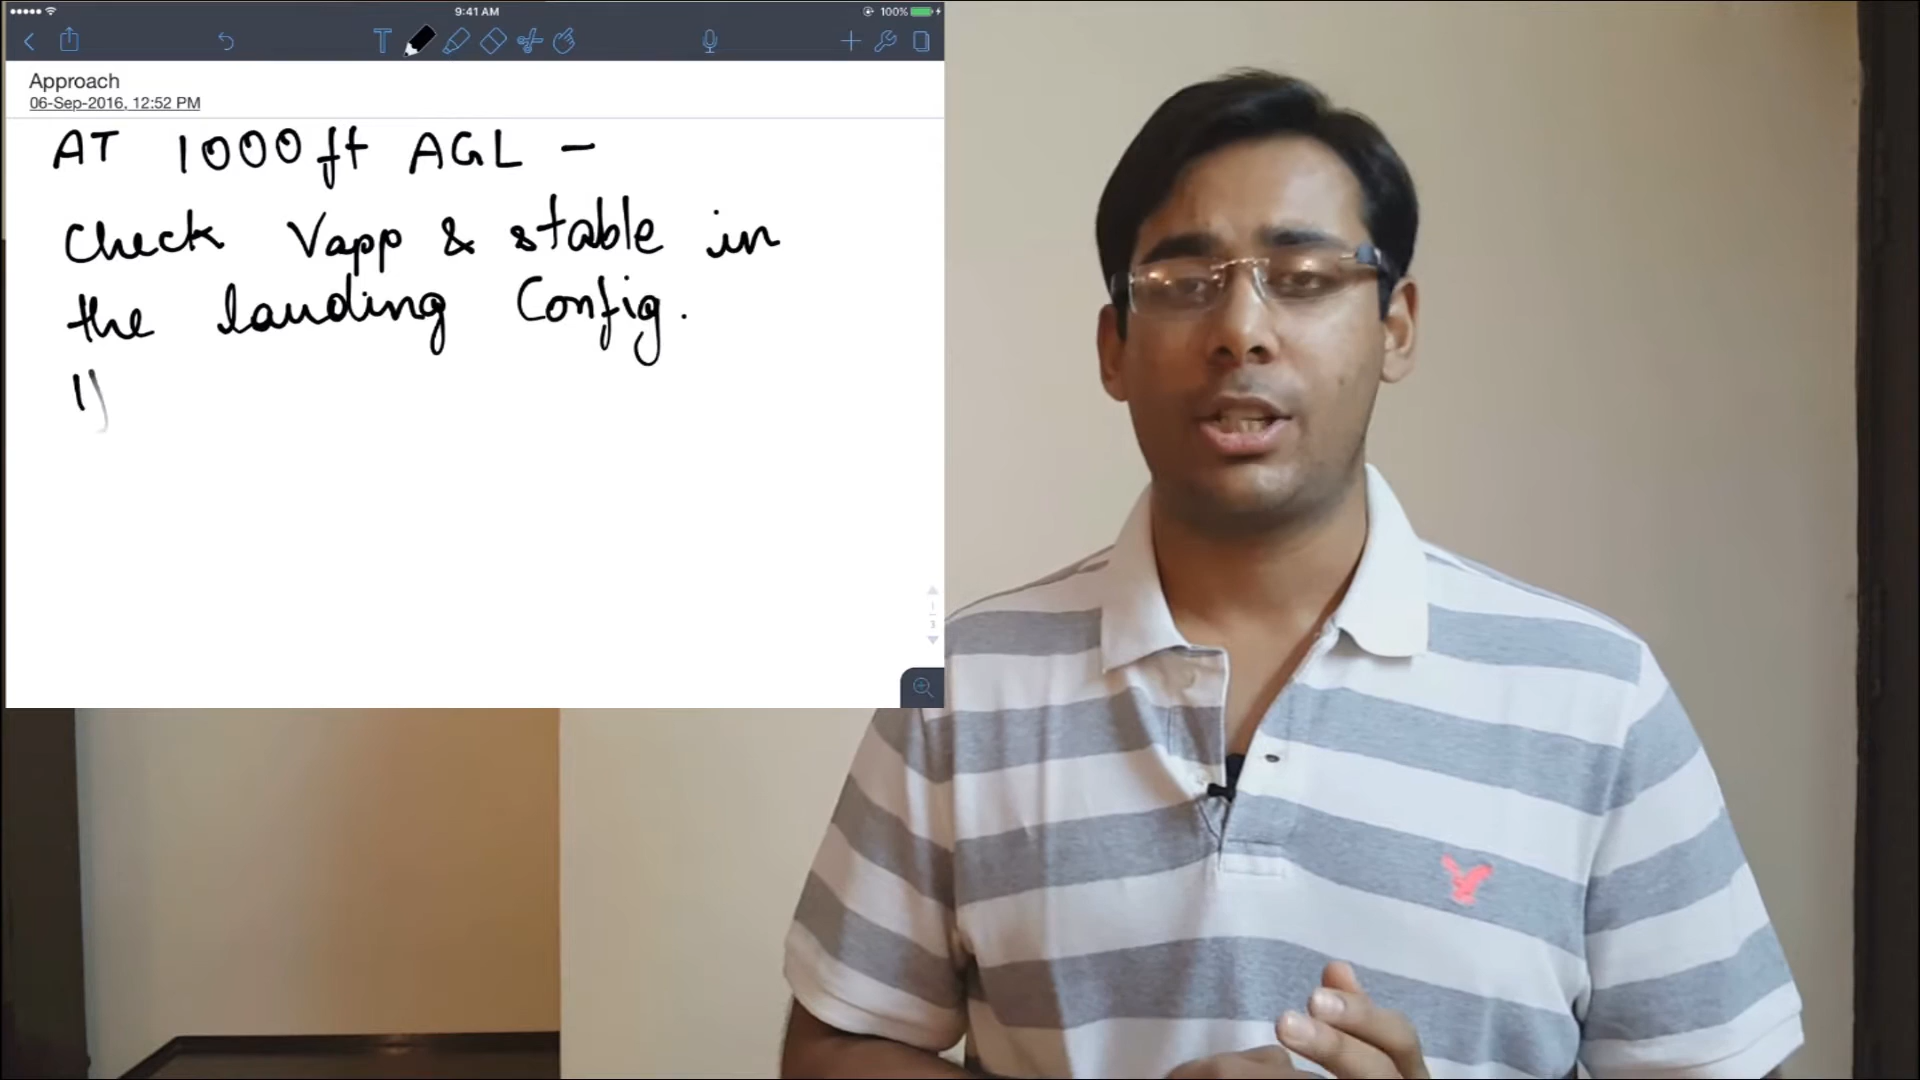 9:41 AM
100%
T
Approach
06-Sep-2016, 12:52 PM
AT 1000ft AGL -
Check Vapp & stable in
the landing Config.
1)